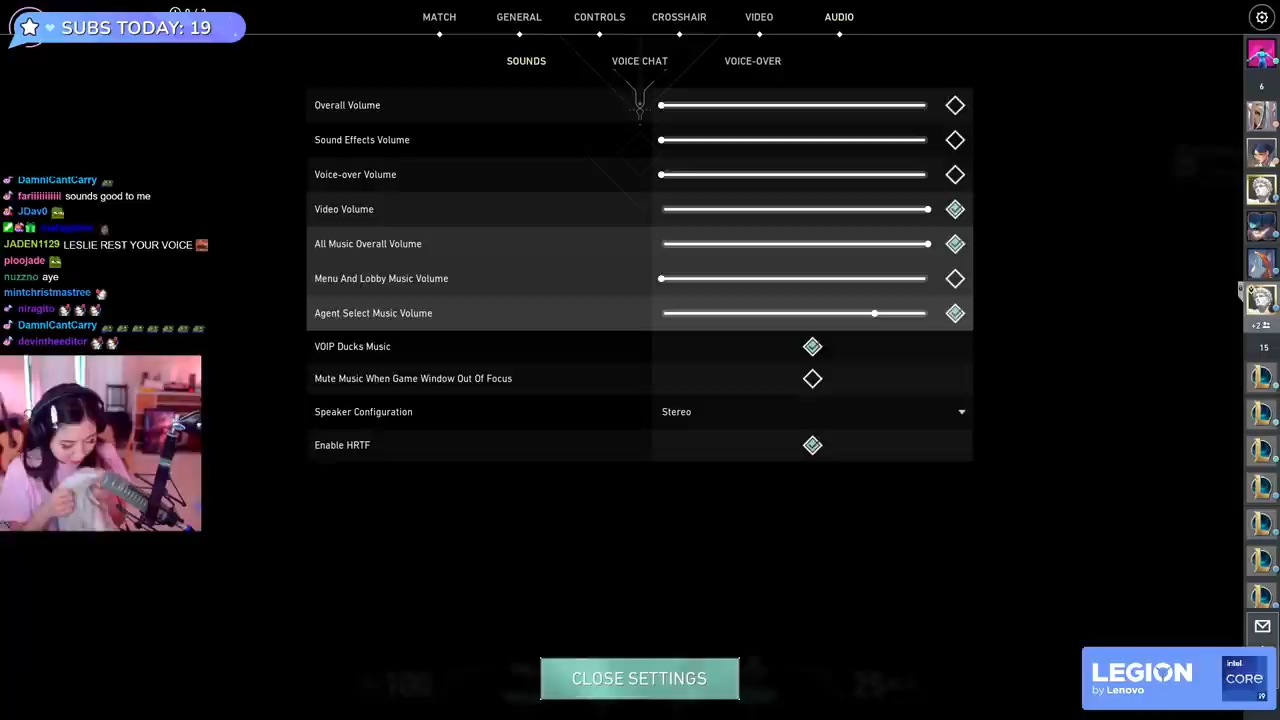 SUBS TODAY: 19
MATCH
GENERAL
CONTROLS
CROSSHAIR
VIDEO
AUDIO
SOUNDS
VOICE CHAT
VOICE-OVER
Overall Volume
Sound Effects Volume
Voice-over Volume
Video Volume
All Music Overall Volume
Menu And Lobby Music Volume
Agent Select Music Volume
VOIP Ducks Music
Mute Music When Game Window Out Of Focus
Speaker Configuration
Stereo
Enable HRTF
CLOSE SETTINGS
DamnICantCarry
fariiiiiiiiiii sounds good to me
JDav0
JADEN1129 LESLIE REST YOUR VOICE
ploojade
nuzzno aye
mintchristmastree
niragito
DamnICantCarry
devintheeditor
6
+2
15
LEGION
by Lenovo
intel
CORE
i9